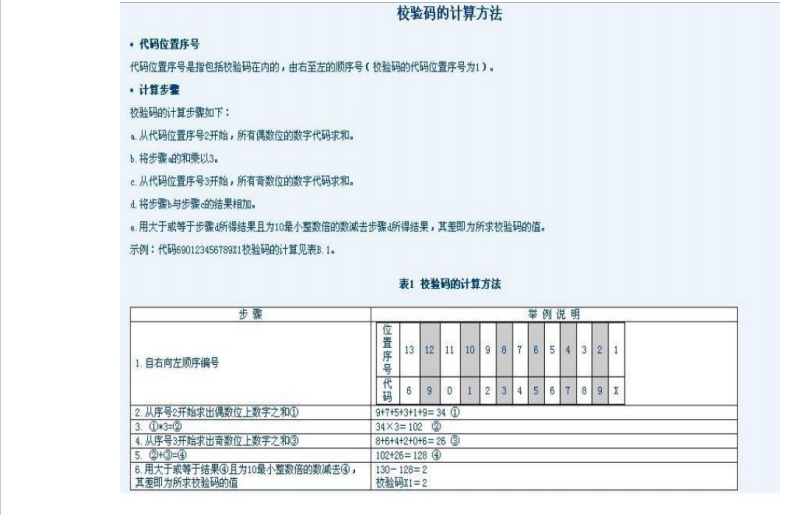 校验码的计算方法
• 代码位置序号
代码位置序号是指包括校验码在内的,由右至左的顺序号(校验码的代码位置序号为1)。
• 计算步骤
校验码的计算步骤如下:
a.从代码位置序号2开始,所有偶数位的数字代码求和。
b.将步骤a的和乘以3。
c.从代码位置序号3开始,所有奇数位的数字代码求和。
d.将步骤b与步骤c的结果相加。
e.用大于或等于步骤d所得结果且为10最小整数倍的数减去步骤d所得结果,其差即为所求校验码的值。
示例:代码690123456789X1校验码的计算见表B.1。
表1 校验码的计算方法
步 骤 举 例 说 明
1.自右向左顺序编号
位置序号 13 12 11 10 9 8 7 6 5 4 3 2 1
代码 6 9 0 1 2 3 4 5 6 7 8 9 X
2.从序号2开始求出偶数位上数字之和① 9+7+5+3+1+9=34 ①
3. ①*3=② 34×3=102 ②
4.从序号3开始求出奇数位上数字之和③ 8+6+4+2+0+6=26 ③
5. ②+③=④ 102+26=128 ④
6.用大于或等于结果④且为10最小整数倍的数减去④, 130-128=2
其差即为所求校验码的值 校验码X1=2